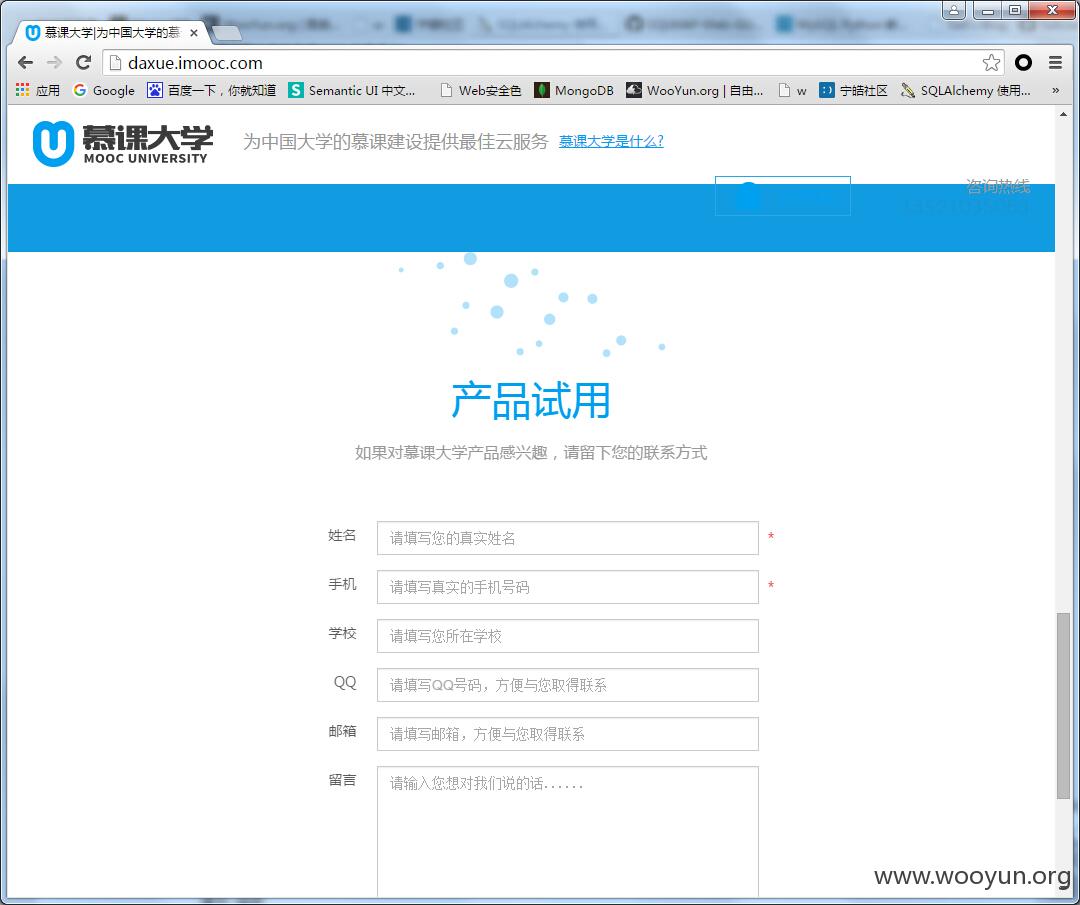 慕课大学|为中国大学的慕
daxue.imooc.com
应用
Google
百度一下，你就知道
Semantic UI 中文...
Web安全色
MongoDB
WooYun.org | 自由...
w
宁皓社区
SQLAlchemy 使用...
»
慕课大学
MOOC UNIVERSITY
为中国大学的慕课建设提供最佳云服务
慕课大学是什么?
咨询热线
产品试用
如果对慕课大学产品感兴趣，请留下您的联系方式
姓名 请填写您的真实姓名 *
手机 请填写真实的手机号码 *
学校 请填写您所在学校
QQ 请填写QQ号码，方便与您取得联系
邮箱 请填写邮箱，方便与您取得联系
留言 请输入您想对我们说的话......
www.wooyun.org